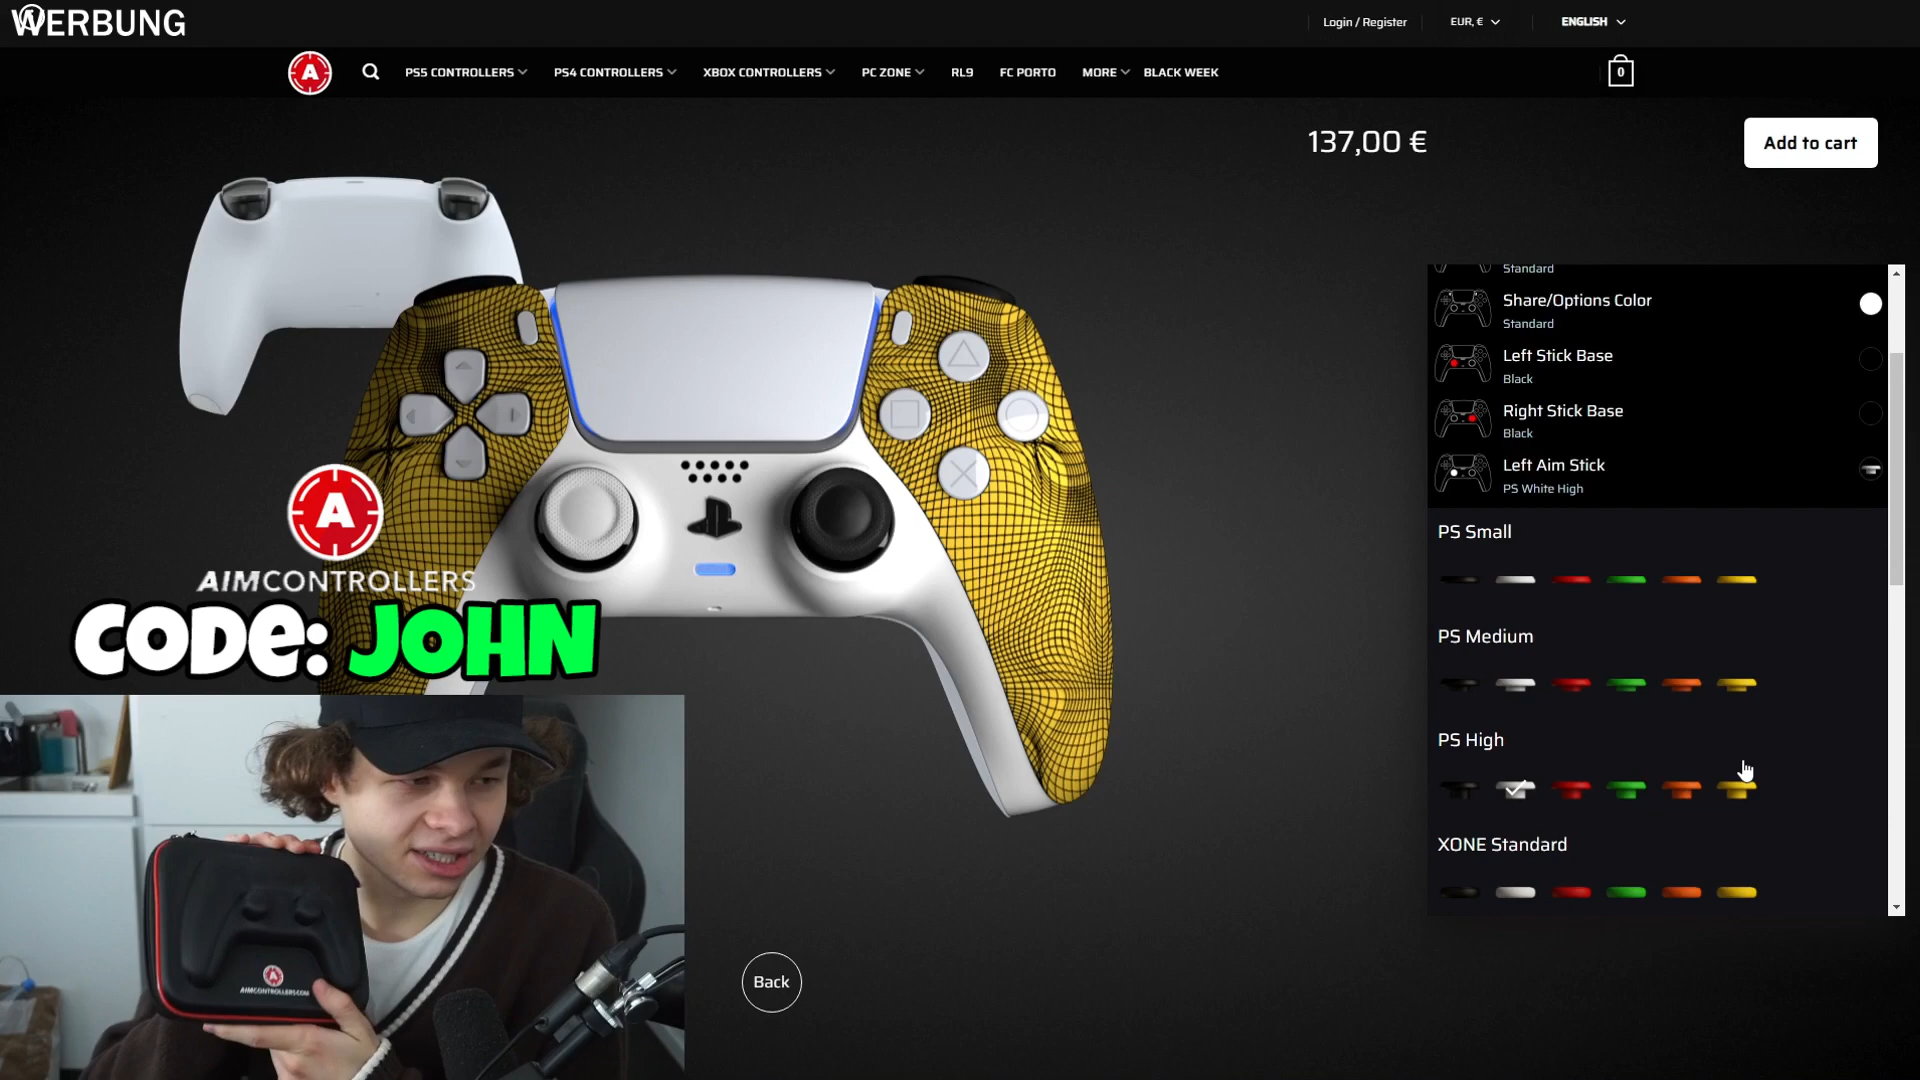 WERBUNG
Login / Register
EUR, €
ENGLISH
A
PS5 CONTROLLERS
PS4 CONTROLLERS
XBOX CONTROLLERS
PC ZONE
RL9
FC PORTO
MORE
BLACK WEEK
0
137,00 €
Add to cart
Standard
Share/Options Color
Standard
Left Stick Base
Black
Right Stick Base
Black
Left Aim Stick
PS White High
PS Small
PS Medium
PS High
XONE Standard
A
AIMCONTROLLERS
CODE: JOHN
A
AIMCONTROLLERS.COM
Back